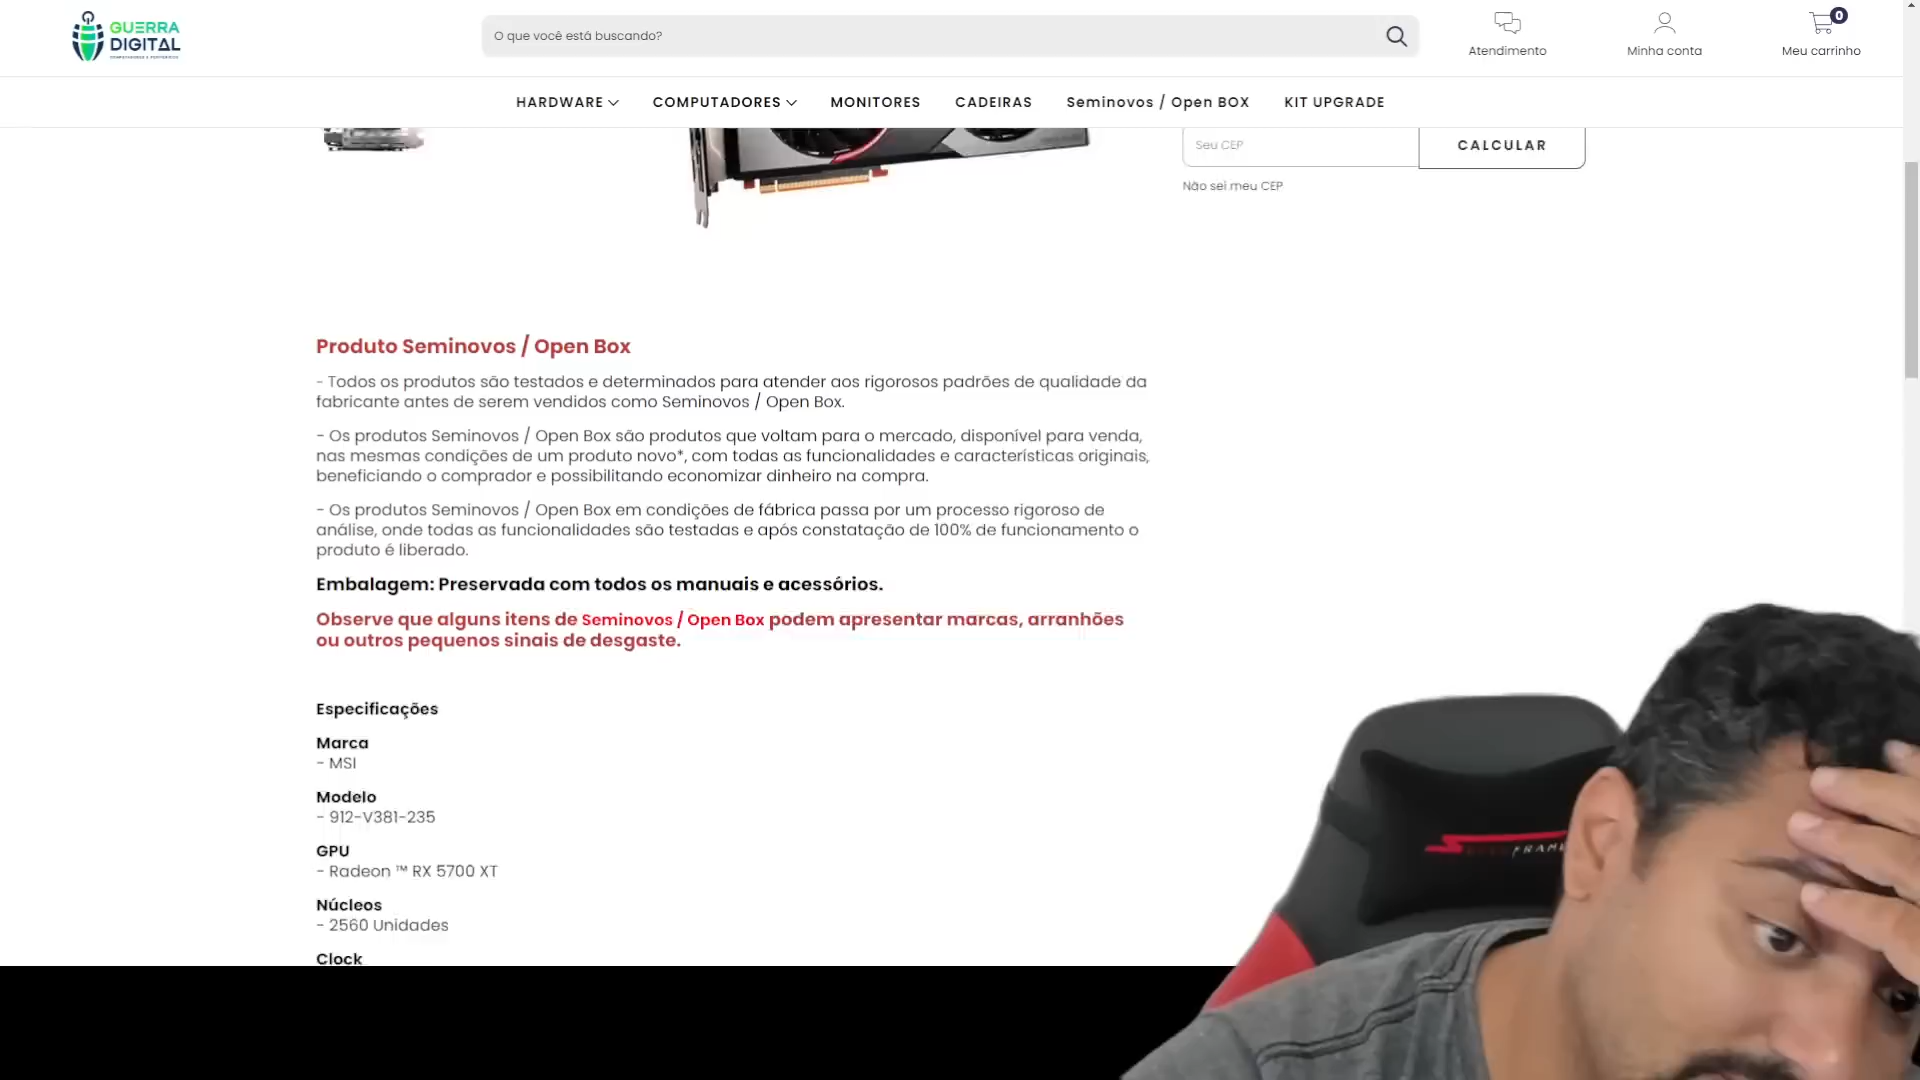 GUERRA
DIGITAL
O que você está buscando?
Atendimento
Minha conta
0
Meu carrinho
HARDWARE
COMPUTADORES
MONITORES
CADEIRAS
Seminovos / Open BOX
KIT UPGRADE
Seu CEP
CALCULAR
Não sei meu CEP
Produto Seminovos / Open Box
- Todos os produtos são testados e determinados para atender aos rigorosos padrões de qualidade da
fabricante antes de serem vendidos como Seminovos / Open Box.
- Os produtos Seminovos / Open Box são produtos que voltam para o mercado, disponível para venda,
nas mesmas condições de um produto novo*, com todas as funcionalidades e características originais,
beneficiando o comprador e possibilitando economizar dinheiro na compra.
- Os produtos Seminovos / Open Box em condições de fábrica passa por um processo rigoroso de
análise, onde todas as funcionalidades são testadas e após constatação de 100% de funcionamento o
produto é liberado.
Embalagem: Preservada com todos os manuais e acessórios.
Observe que alguns itens de Seminovos / Open Box podem apresentar marcas, arranhões
ou outros pequenos sinais de desgaste.
Especificações
Marca
- MSI
Modelo
- 912-V381-235
GPU
- Radeon ™ RX 5700 XT
Núcleos
- 2560 Unidades
Clock